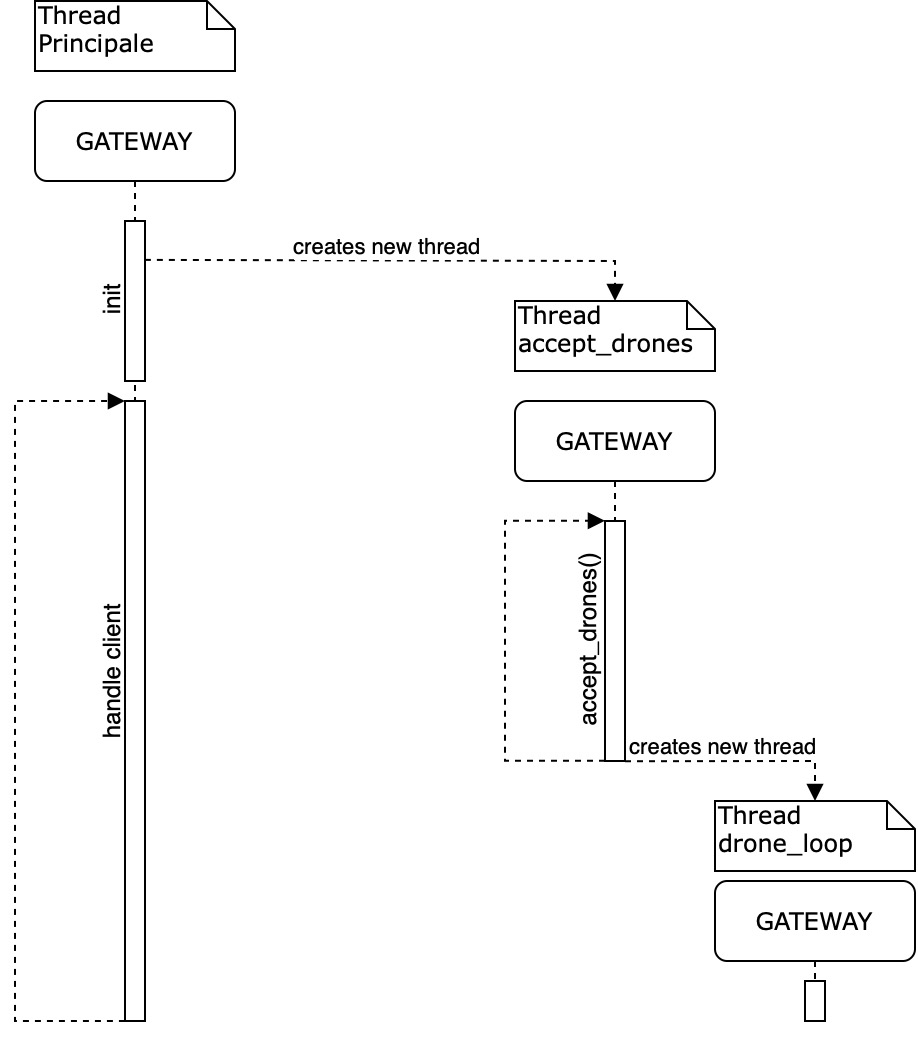 Thread
Principale
GATEWAY
creates new thread
init
Thread
accept_drones
GATEWAY
accept_drones()
handle client
creates new thread
Thread
drone_loop
GATEWAY